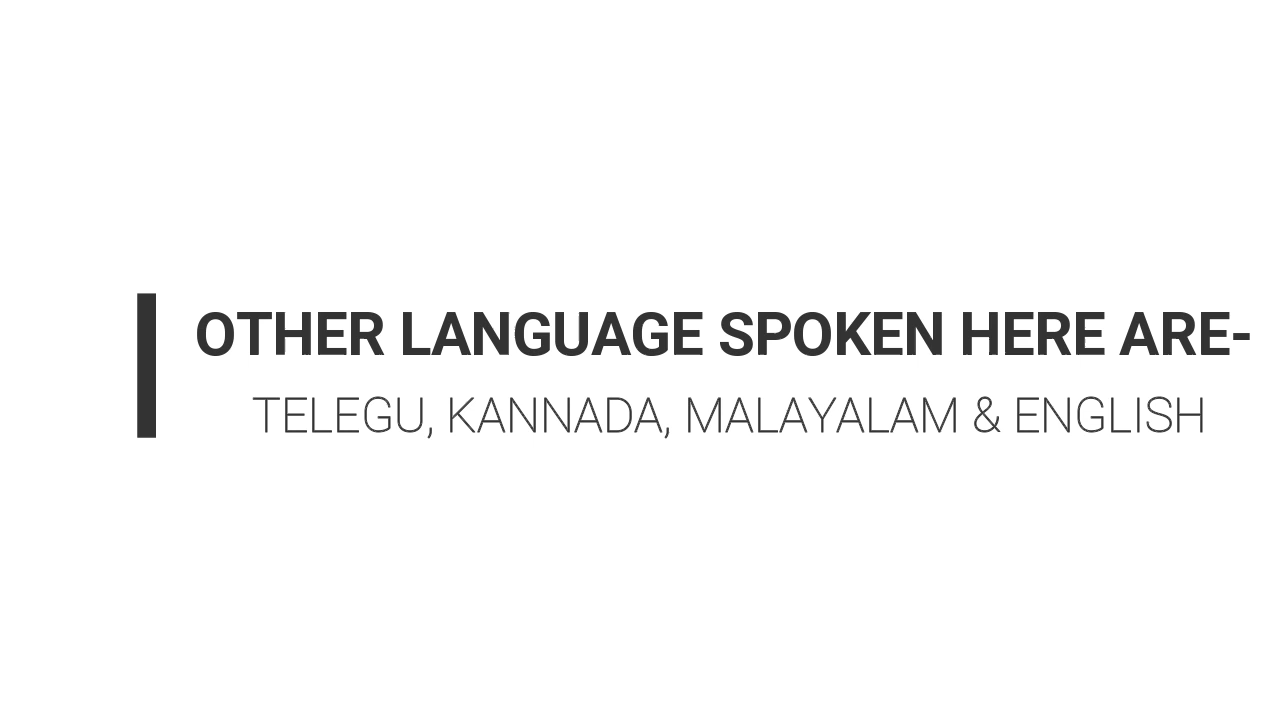 OTHER LANGUAGE SPOKEN HERE ARE-
TELEGU, KANNADA, MALAYALAM & ENGLISH